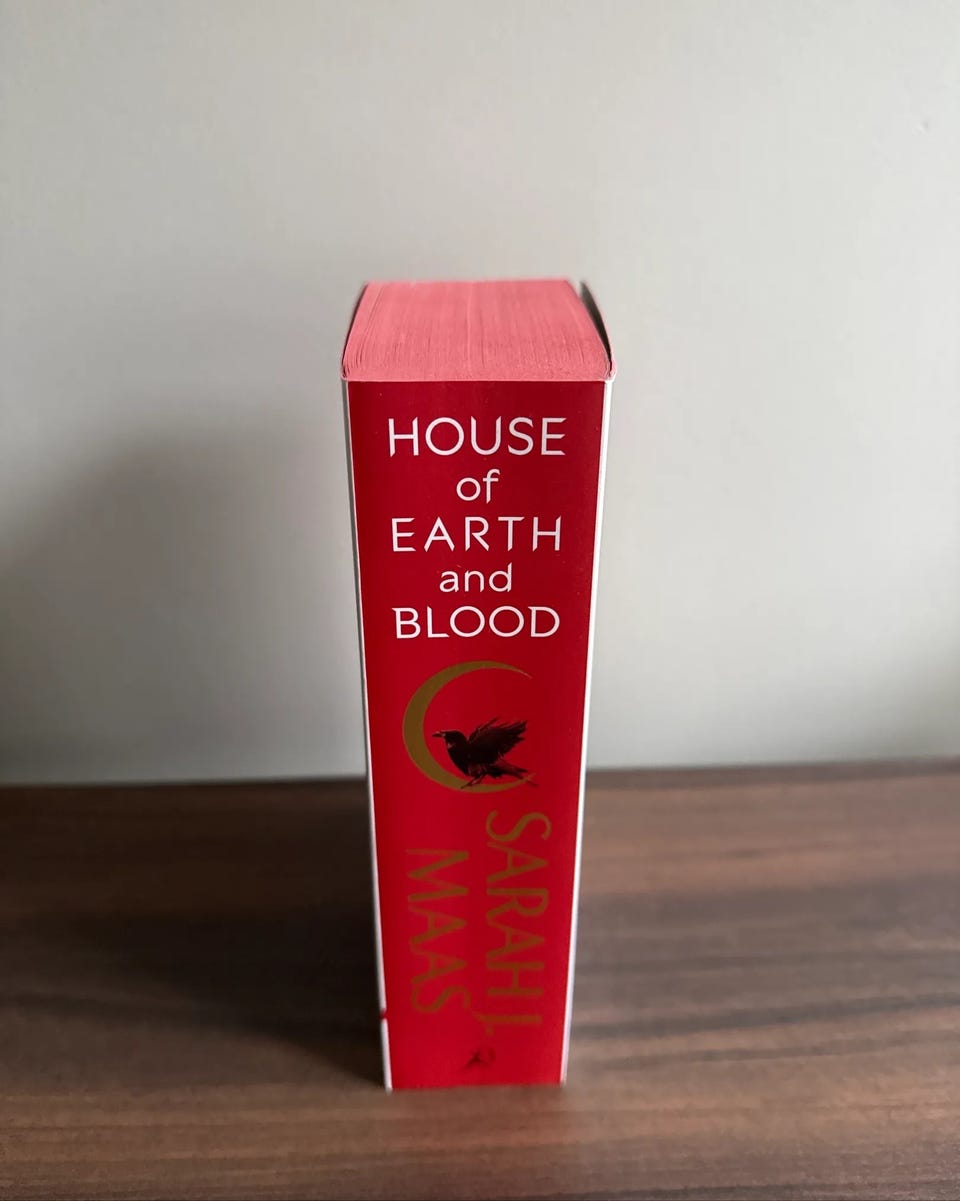 HOUSE
of
EARTH
and
BLOOD
SARAH J.
MAAS